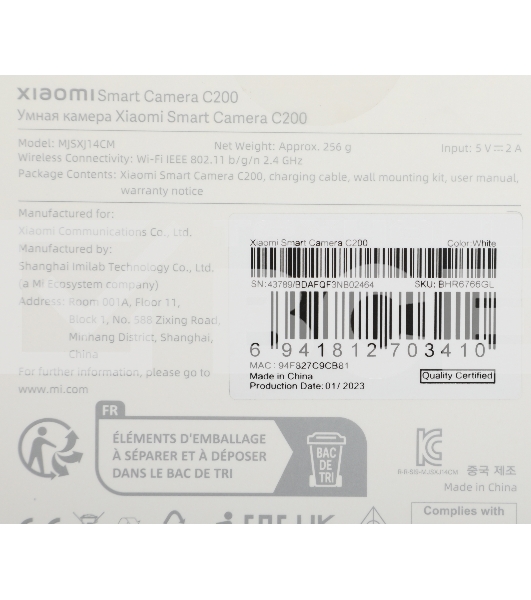 xiaomi Smart Camera C200
Умная камера Xiaomi Smart Camera C200
Model: MJSXJ14CM Net Weight: Approx. 256 g Input: 5 V⎓2 A
Wireless Connectivity: Wi-Fi IEEE 802.11 b/g/n 2.4 GHz
Package Contents: Xiaomi Smart Camera C200, charging cable, wall mounting kit, user manual,
warranty notice
Manufactured for:
Xiaomi Communications Co., Ltd.
Manufactured by:
Shanghai Imilab Technology Co., Ltd.
(a Mi Ecosystem company)
Address: Room 001A, Floor 11,
Block 1, No. 588 Zixing Road,
Minhang District, Shanghai,
China
For further information, please go to
www.mi.com
Xiaomi Smart Camera C200 Color:White
SN:43789/BDAFQF3NB02464 SKU: BHR6766GL
6 941812 703410
MAC: 94F827C9CB81
Made in China
Production Date: 01/2023 Quality Certified
FR
ÉLÉMENTS D'EMBALLAGE
À SÉPARER ET À DÉPOSER
DANS LE BAC DE TRI
BAC
DE
TRI
중국 제조
Made in China
Complies with